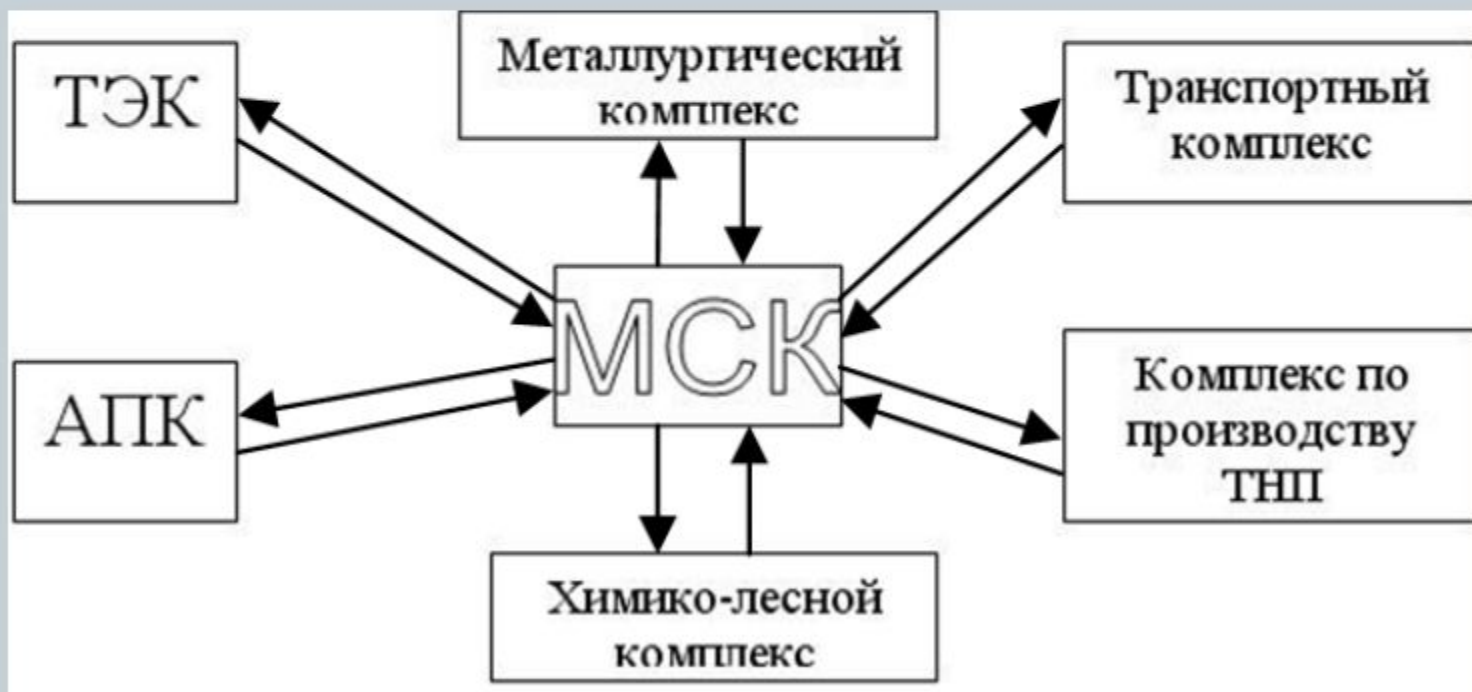 ТЭК
Металлургический
комплекс
Транспортный
комплекс
МСК
АПК
Комплекс по
производству
ТНП
Химико-лесной
комплекс